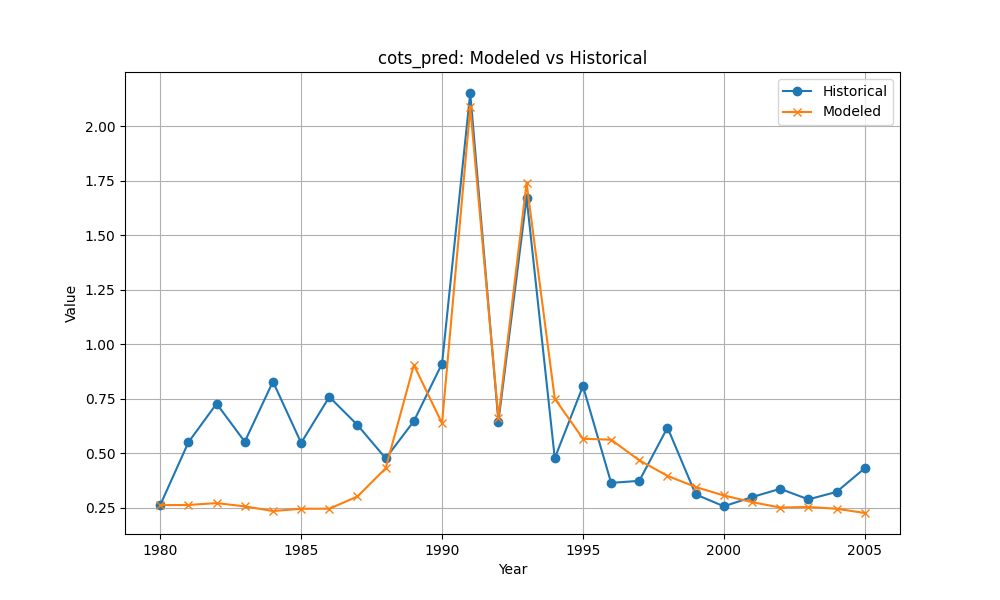 cots_pred: Modeled vs Historical
Historical
Modeled
Value
2.00
1.75
1.50
1.25
1.00
0.75
0.50
0.25
1980 1985 1990 1995 2000 2005
Year